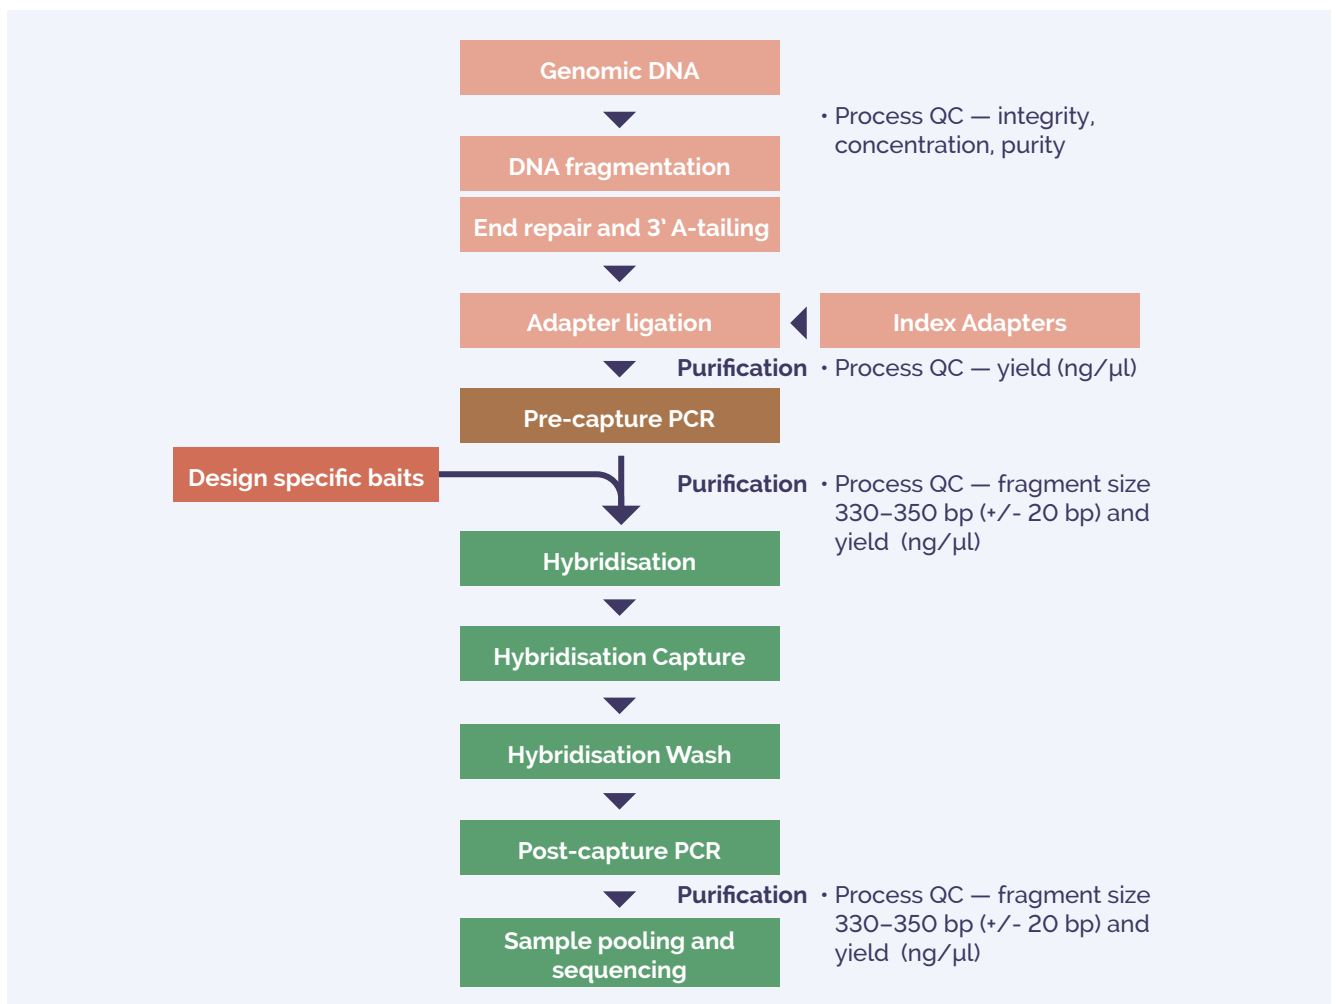 Genomic DNA
• Process QC — integrity,
concentration, purity
DNA fragmentation
End repair and 3' A-tailing
Adapter ligation
Index Adapters
Purification • Process QC — yield (ng/µl)
Pre-capture PCR
Design specific baits
Purification • Process QC — fragment size
330–350 bp (+/- 20 bp) and
yield (ng/µl)
Hybridisation
Hybridisation Capture
Hybridisation Wash
Post-capture PCR
Purification • Process QC — fragment size
330–350 bp (+/- 20 bp) and
yield (ng/µl)
Sample pooling and
sequencing